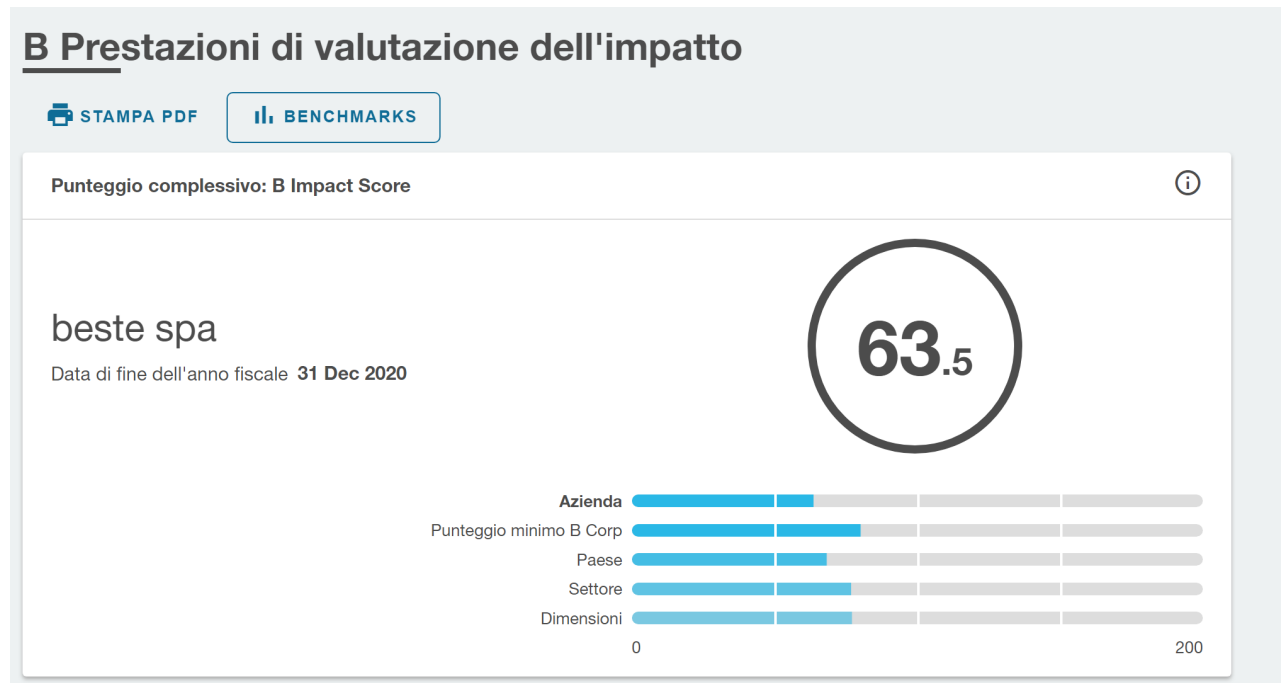 B Prestazioni di valutazione dell'impatto
STAMPA PDF BENCHMARKS
Punteggio complessivo: B Impact Score
beste spa
Data di fine dell'anno fiscale 31 Dec 2020
63.5
Azienda
Punteggio minimo B Corp
Paese
Settore
Dimensioni
0 200